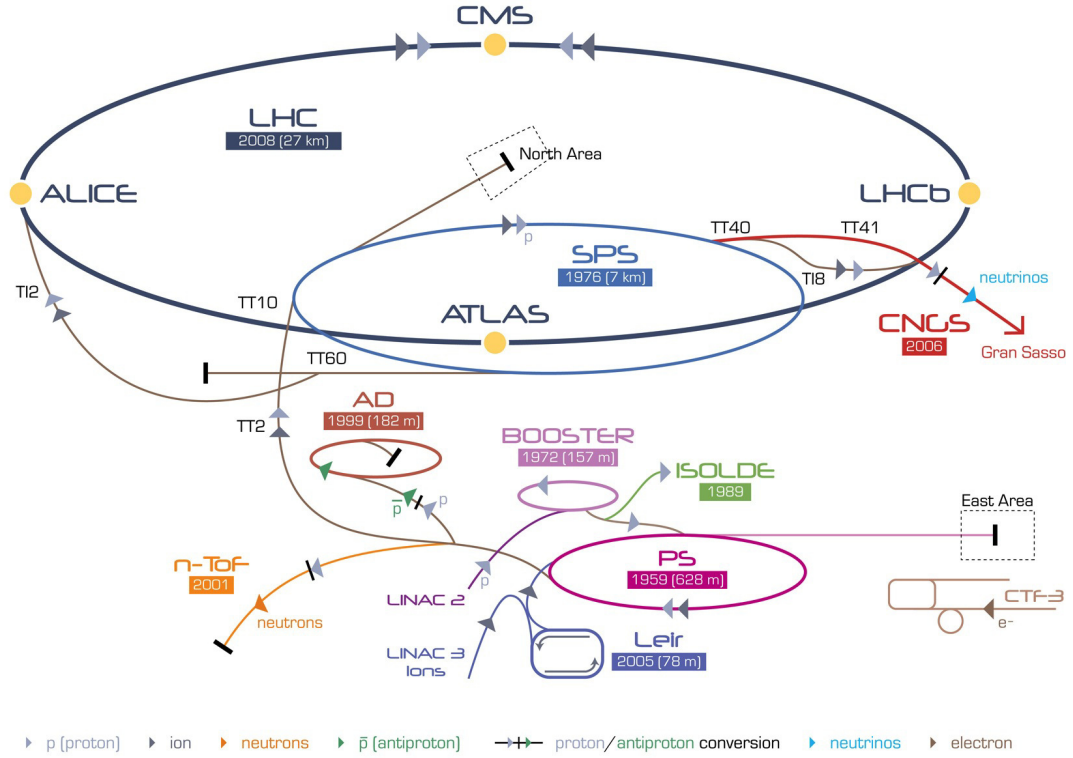 CMS
LHC
2008 (27 km)
North Area
ALICE
LHCb
TT40
TT41
SPS
1976 (7 km)
p
TI8
neutrinos
TI2
TT10
ATLAS
CNGS
2006
Gran Sasso
TT60
AD
1999 (182 m)
TT2
BOOSTER
1972 (157 m)
ISOLDE
1989
East Area
p̅
p
n-ToF
2001
neutrons
LINAC 2
p
PS
1959 (628 m)
CTF-3
e-
LINAC 3
Ions
Leir
2005 (78 m)
p (proton)
ion
neutrons
p̅ (antiproton)
proton/antiproton conversion
neutrinos
electron